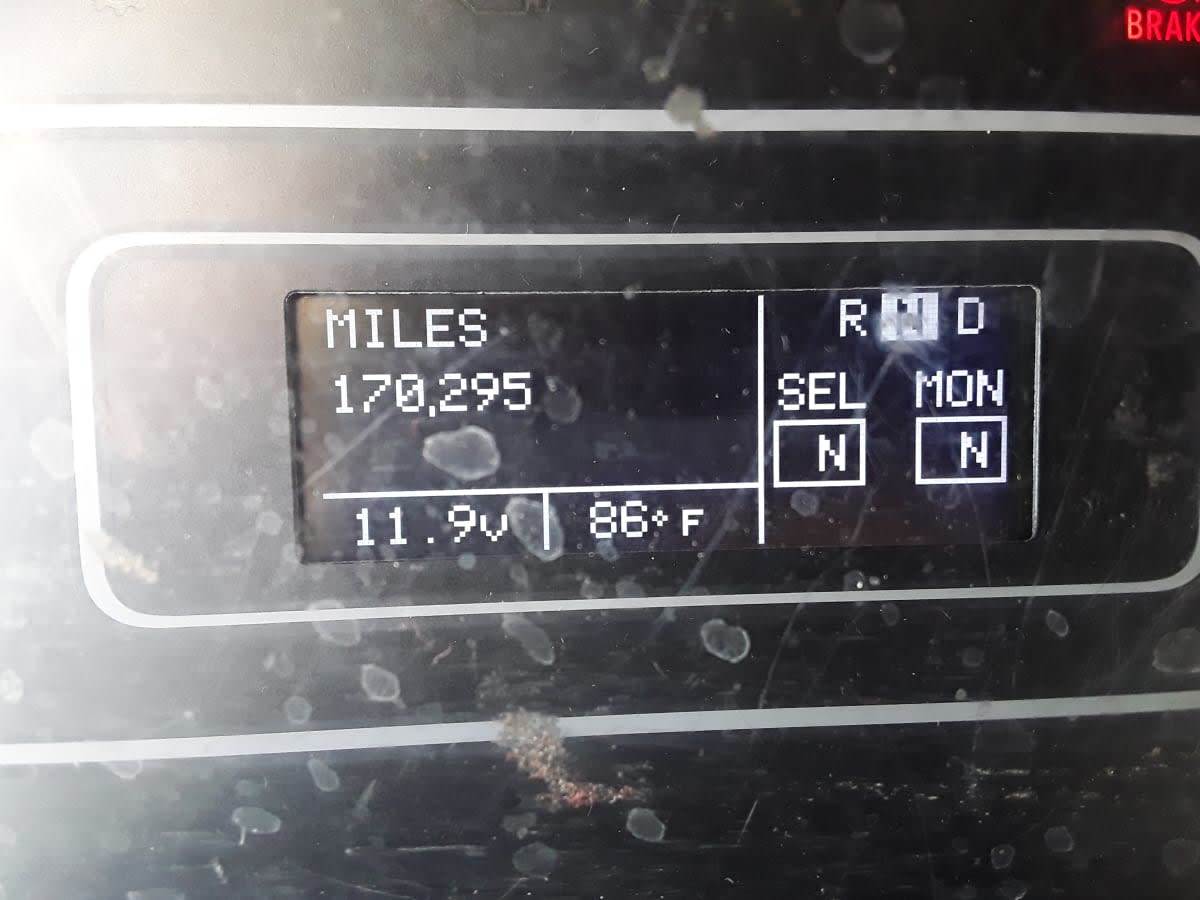 BRAK
MILES
170,295
11.9v
86° F
R N D
SEL MON
N N